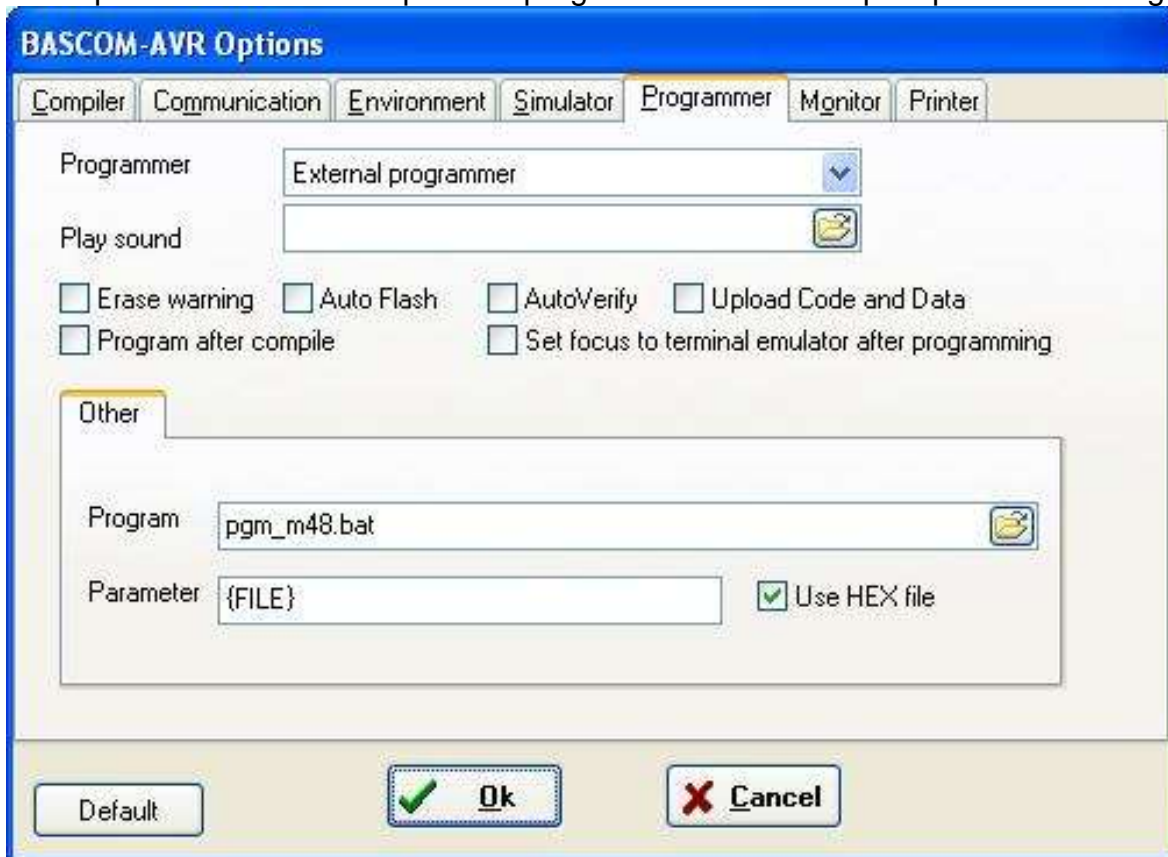 BASCOM-AVR Options
Compiler Communication Environment Simulator Programmer Monitor Printer
Programmer External programmer
Play sound
Erase warning Auto Flash AutoVerify Upload Code and Data
Program after compile Set focus to terminal emulator after programming
Other
Program pgm_m48.bat
Parameter {FILE} Use HEX file
Default Ok Cancel